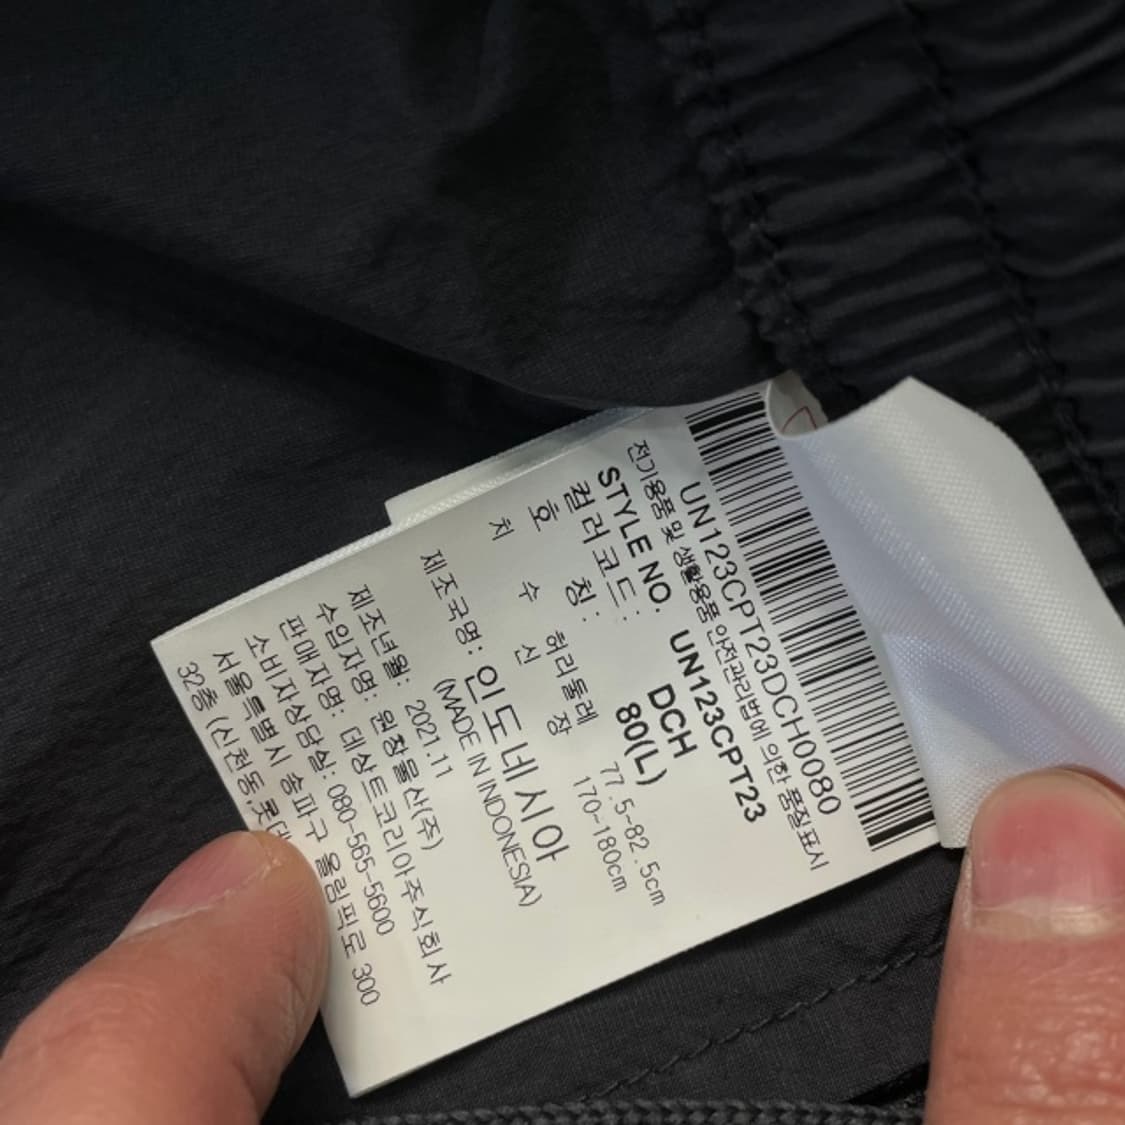 UN123CPT23DCH0080
전기용품 및 생활용품 안전관리법에 의한 품질표시
STYLE NO. UN123CPT23
컬러코드: DCH
호칭: 80(L)
치수 허리둘레 77.5~82.5cm
신장 170~180cm
제조국명: 인도네시아
(MADE IN INDONESIA)
제조년월: 2021.11
수입자명: 원창물산(주)
판매자명: 데상트코리아주식회사
소비자상담실: 080-565-5600
서울특별시 송파구 올림픽로 300
32층 (신천동,롯데